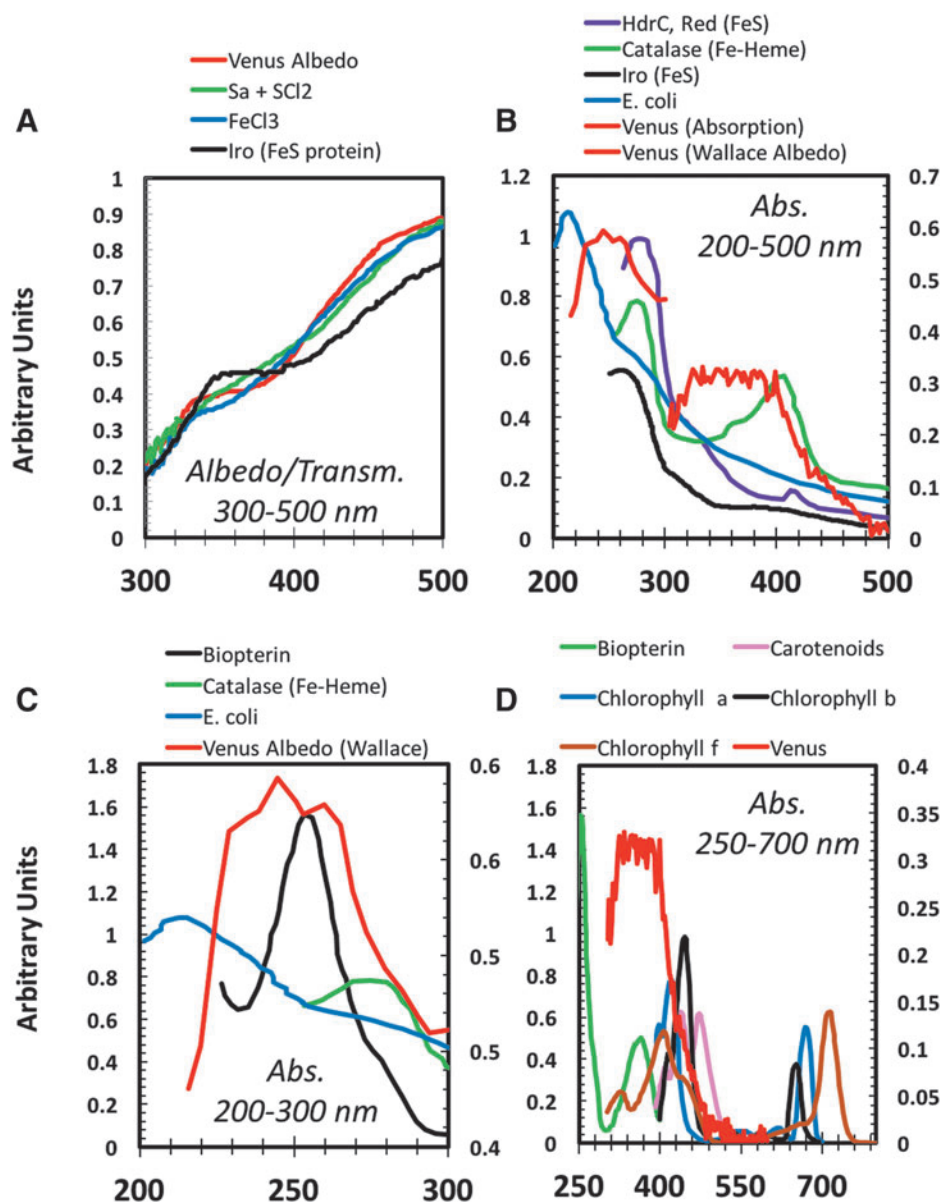 A
Venus Albedo
Sa + SCl2
FeCl3
Iro (FeS protein)
Arbitrary Units
1
0.9
0.8
0.7
0.6
0.5
0.4
0.3
0.2
0.1
0
Albedo/Transm.
300-500 nm
300 400 500
B
HdrC, Red (FeS)
Catalase (Fe-Heme)
Iro (FeS)
E. coli
Venus (Absorption)
Venus (Wallace Albedo)
1.2
1
0.8
0.6
0.4
0.2
0
Abs.
200-500 nm
0.7
0.6
0.5
0.4
0.3
0.2
0.1
0
200 300 400 500
C
Biopterin
Catalase (Fe-Heme)
E. coli
Venus Albedo (Wallace)
Arbitrary Units
1.8
1.6
1.4
1.2
1
0.8
0.6
0.4
0.2
0
Abs.
200-300 nm
0.6
0.6
0.5
0.5
0.4
200 250 300
D
Biopterin Carotenoids
Chlorophyll a Chlorophyll b
Chlorophyll f Venus
1.8
1.6
1.4
1.2
1
0.8
0.6
0.4
0.2
0
Abs.
250-700 nm
0.4
0.35
0.3
0.25
0.2
0.15
0.1
0.05
0
250 400 550 700